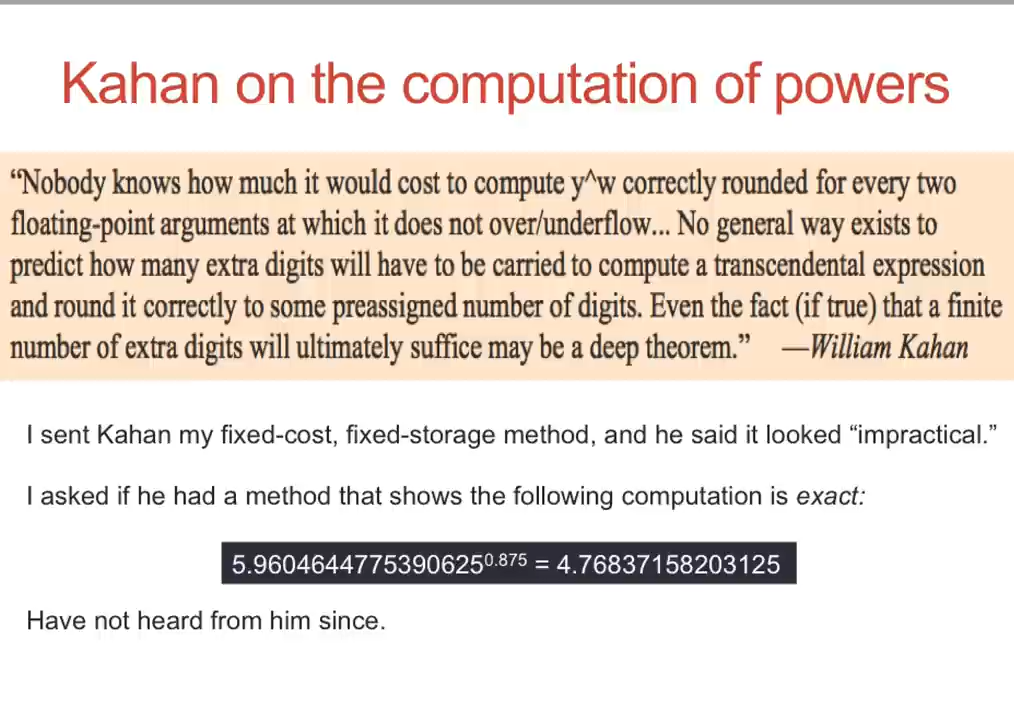 Kahan on the computation of powers
“Nobody knows how much it would cost to compute y^w correctly rounded for every two
floating-point arguments at which it does not over/underflow... No general way exists to
predict how many extra digits will have to be carried to compute a transcendental expression
and round it correctly to some preassigned number of digits. Even the fact (if true) that a finite
number of extra digits will ultimately suffice may be a deep theorem.” —William Kahan
I sent Kahan my fixed-cost, fixed-storage method, and he said it looked “impractical.”
I asked if he had a method that shows the following computation is exact:
5.9604644775390625^0.875 = 4.76837158203125
Have not heard from him since.